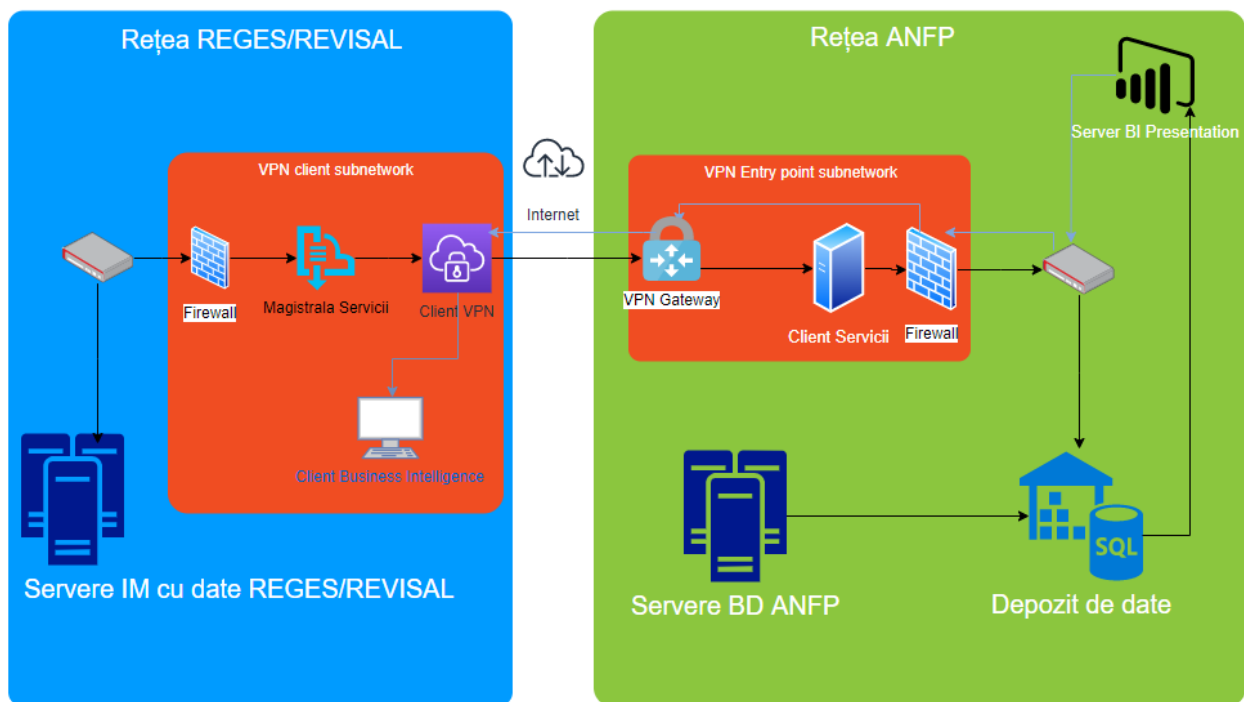 Rețea REGES/REVISAL
Rețea ANFP
Server BI Presentation
VPN client subnetwork
VPN Entry point subnetwork
Internet
Firewall
Magistrala Servicii
Client VPN
VPN Gateway
Client Servicii
Firewall
Client Business Intelligence
SQL
Servere IM cu date REGES/REVISAL
Servere BD ANFP
Depozit de date